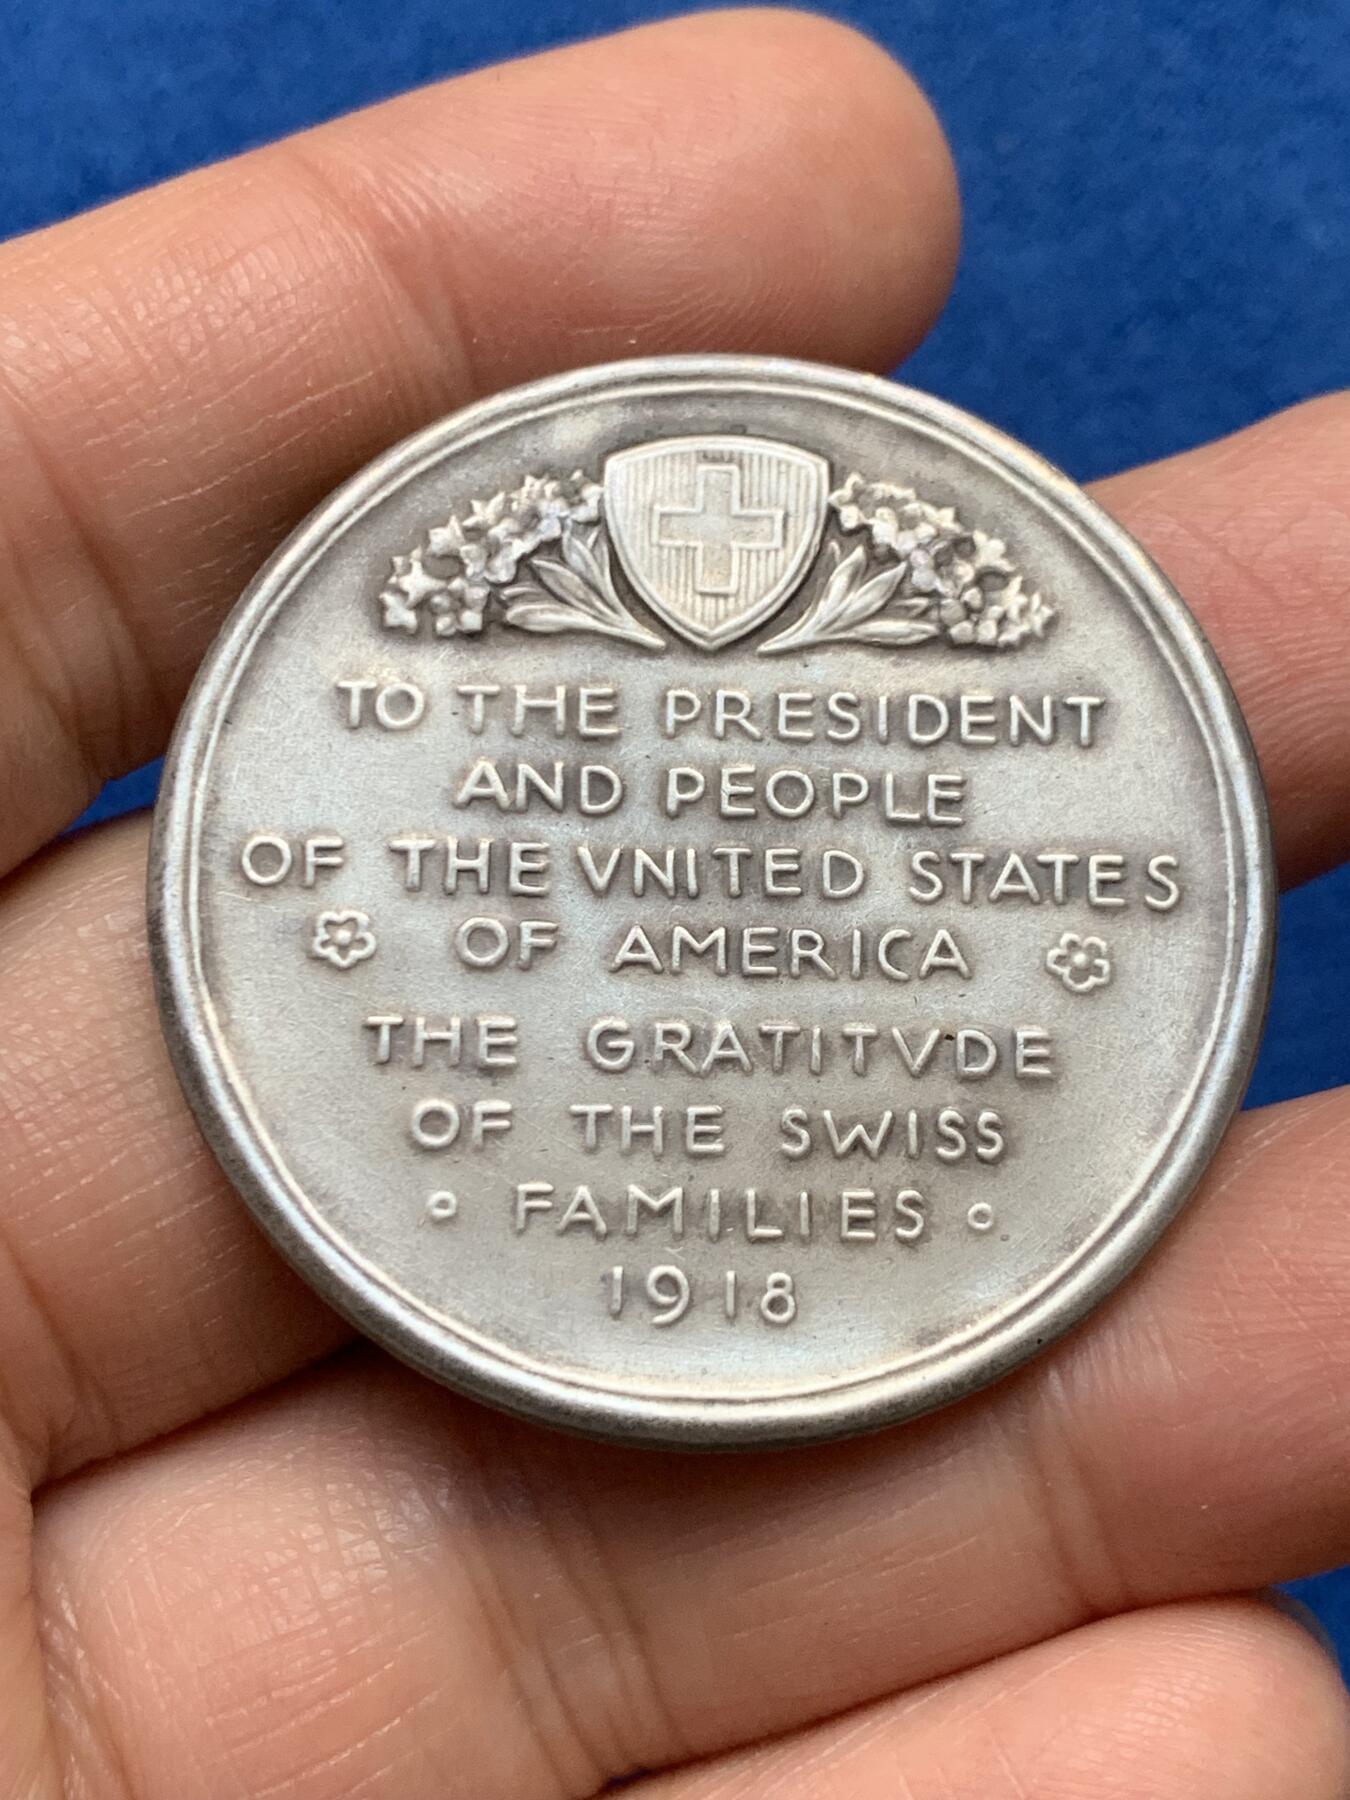 TO THE PRESIDENT
AND PEOPLE
OF THE VNITED STATES
OF AMERICA
THE GRATITVDE
OF THE SWISS
FAMILIES
1918